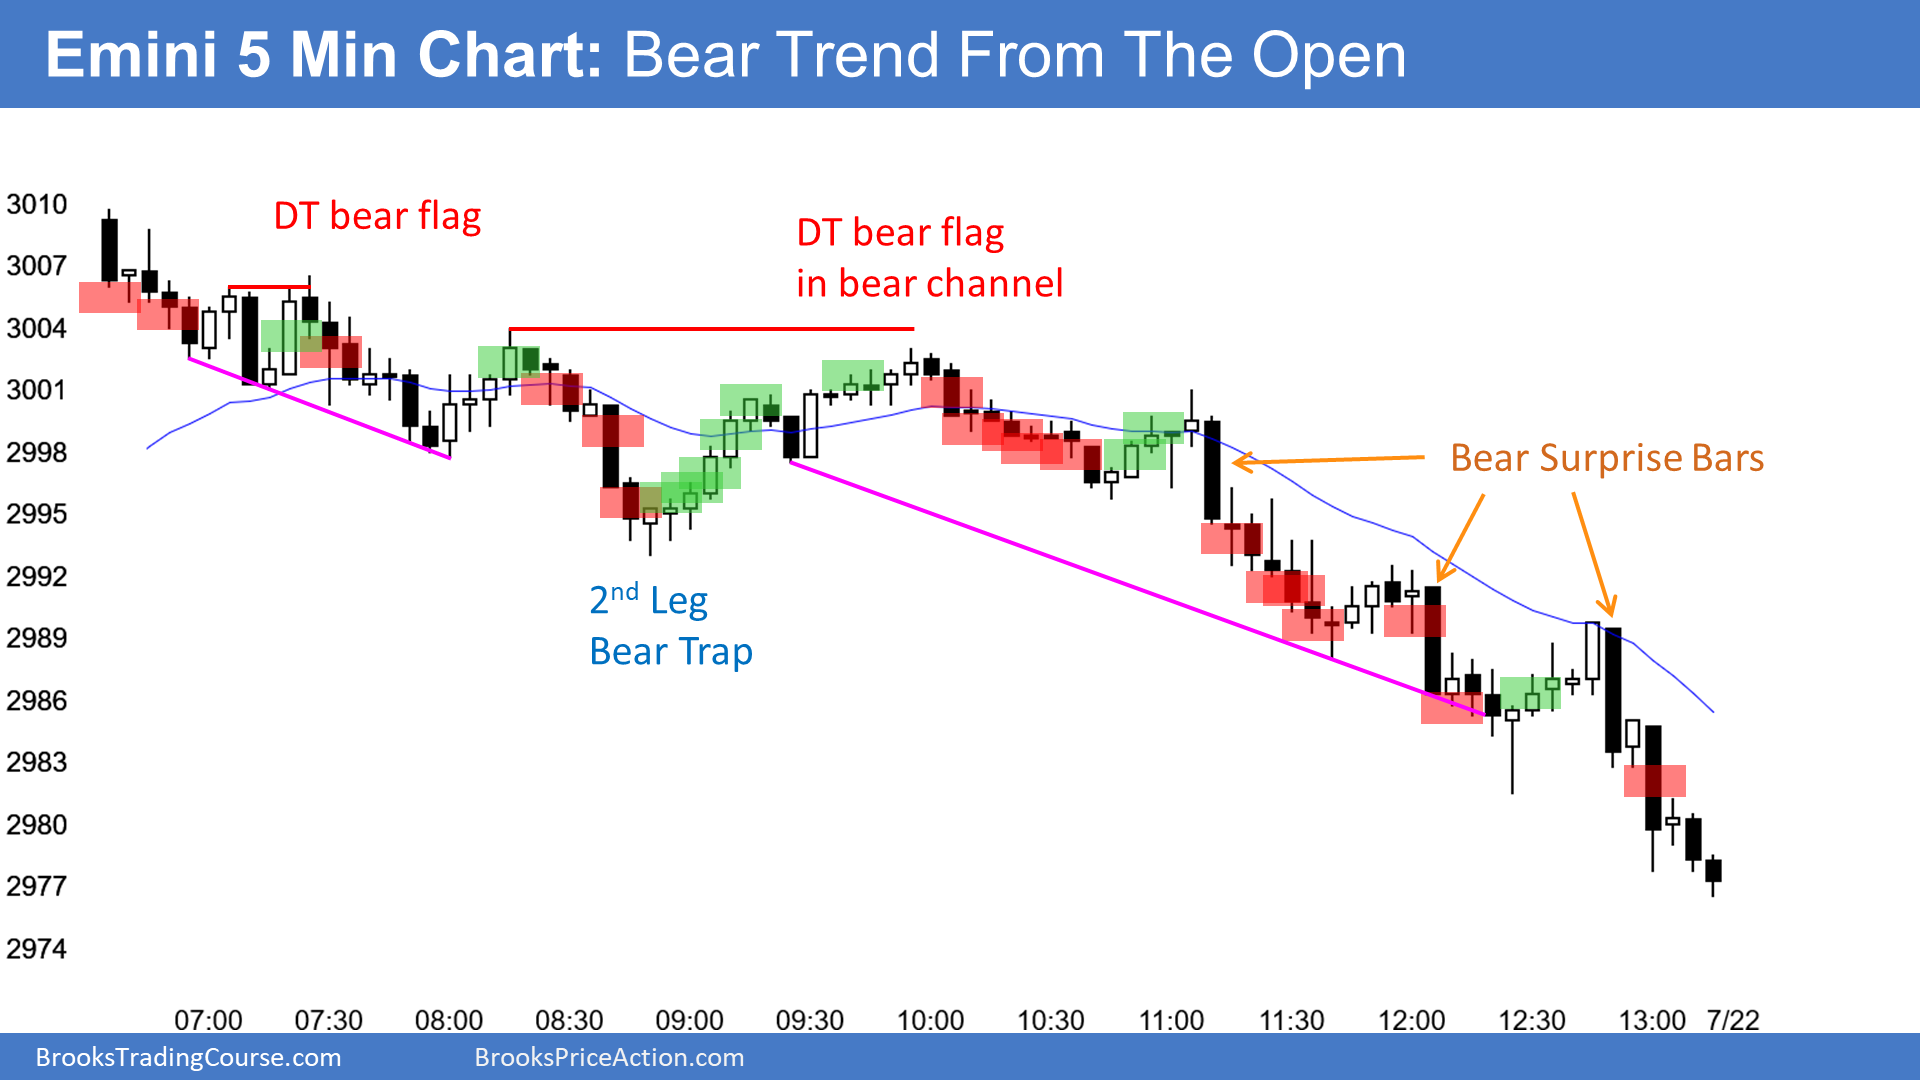 Emini 5 Min Chart: Bear Trend From The Open
3010
3007
3004
3001
2998
2995
2992
2989
2986
2983
2980
2977
2974
DT bear flag
DT bear flag
in bear channel
2nd Leg
Bear Trap
Bear Surprise Bars
07:00 07:30 08:00 08:30 09:00 09:30 10:00 10:30 11:00 11:30 12:00 12:30 13:00 7/22
BrooksTradingCourse.com BrooksPriceAction.com